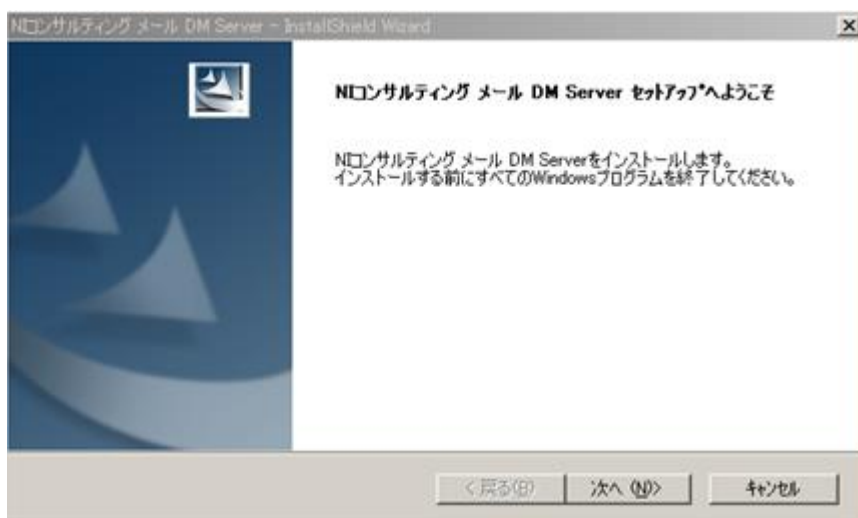 NIコンサルティング メール DM Server - InstallShield Wizard
NIコンサルティング メール DM Server セットアップへようこそ
NIコンサルティング メール DM Serverをインストールします。
インストールする前にすべてのWindowsプログラムを終了してください。
< 戻る(B)
次へ (N)>
キャンセル